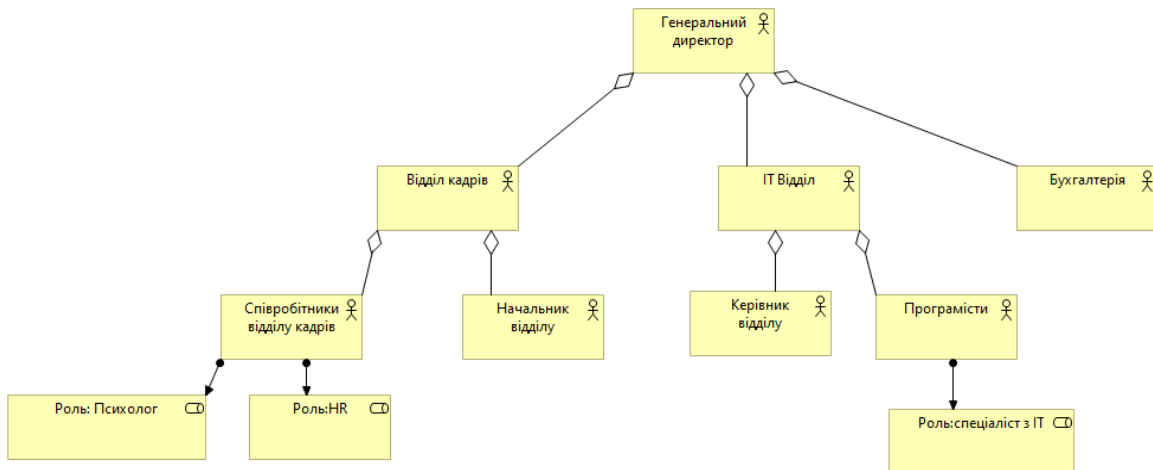 Генеральний
директор
Відділ кадрів
ІТ Відділ
Бухгалтерія
Співробітники
відділу кадрів
Начальник
відділу
Керівник
відділу
Програмісти
Роль: Психолог
Роль:HR
Роль:спеціаліст з ІТ